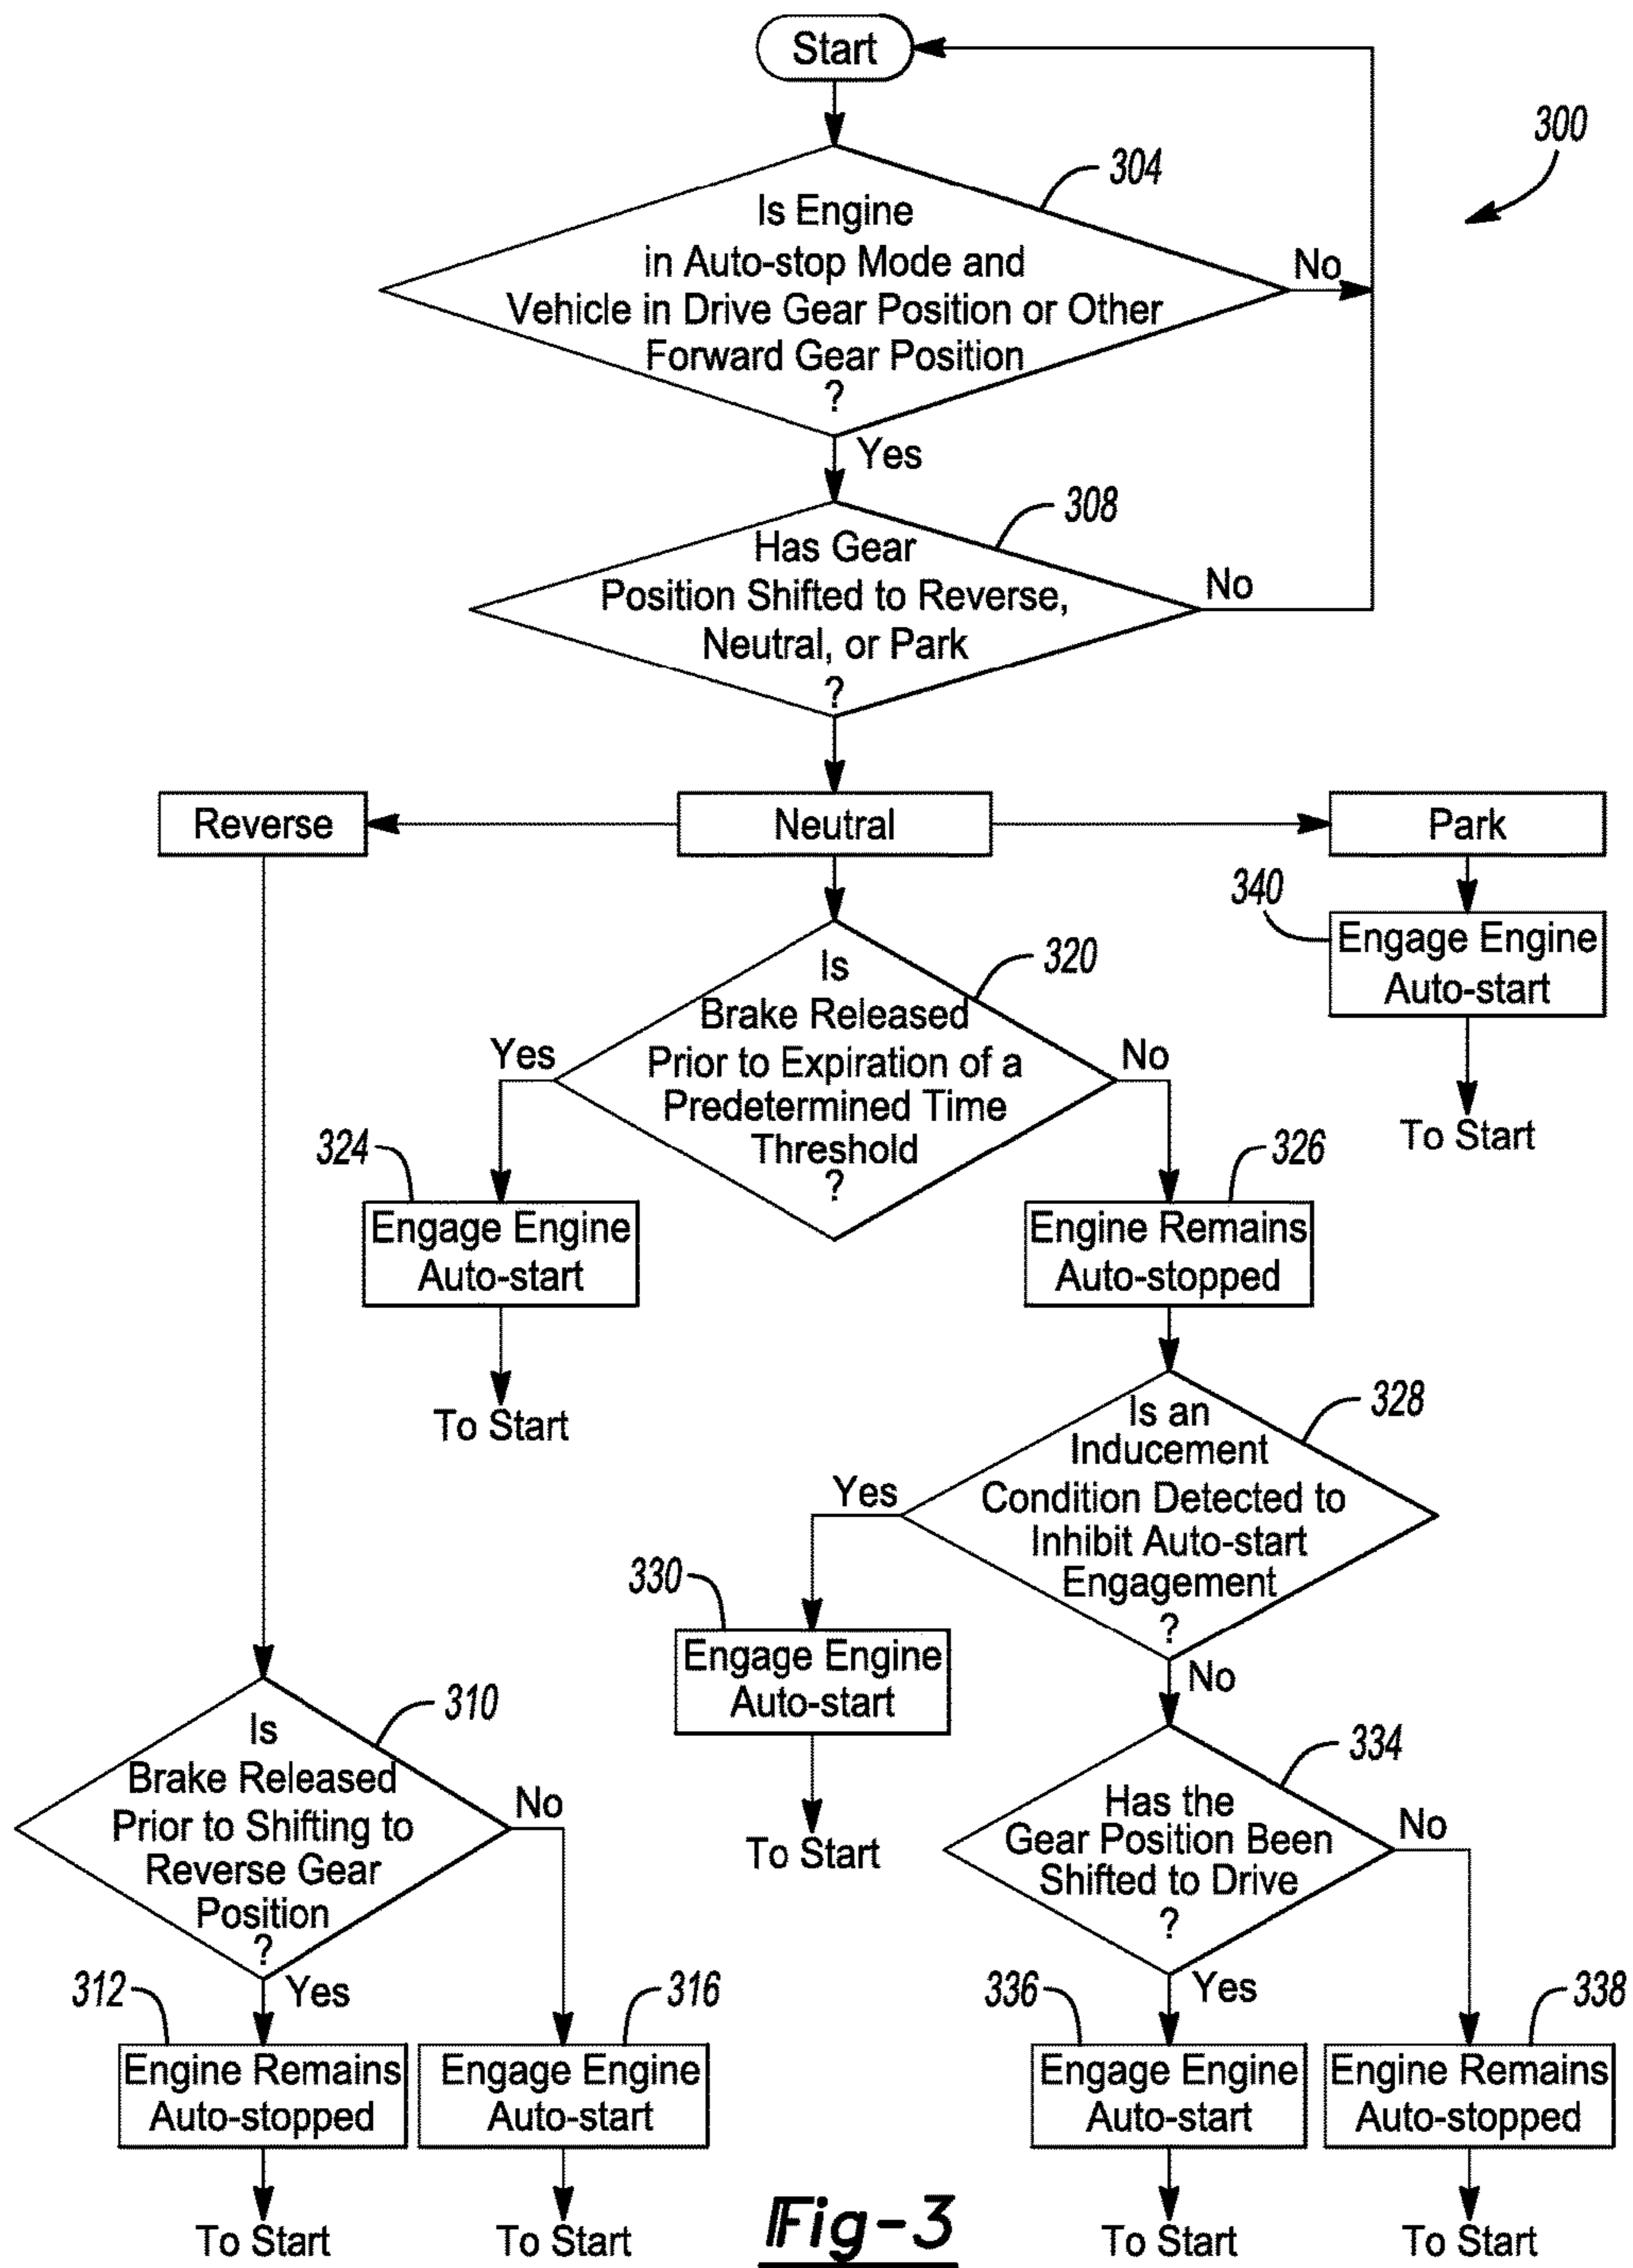 Start
300
304
Is Engine
in Auto-stop Mode and
Vehicle in Drive Gear Position or Other
Forward Gear Position
?
No
Yes
308
Has Gear
Position Shifted to Reverse,
Neutral, or Park
?
No
Reverse
Neutral
Park
340
Engage Engine
Auto-start
To Start
320
Is
Brake Released
Prior to Expiration of a
Predetermined Time
Threshold
?
Yes
No
324
Engage Engine
Auto-start
To Start
326
Engine Remains
Auto-stopped
328
Is an
Inducement
Condition Detected to
Inhibit Auto-start
Engagement
?
Yes
No
330
Engage Engine
Auto-start
To Start
310
Is
Brake Released
Prior to Shifting to
Reverse Gear
Position
?
No
Yes
334
Has the
Gear Position Been
Shifted to Drive
?
No
Yes
312
Engine Remains
Auto-stopped
To Start
316
Engage Engine
Auto-start
To Start
336
Engage Engine
Auto-start
To Start
338
Engine Remains
Auto-stopped
To Start
Fig-3